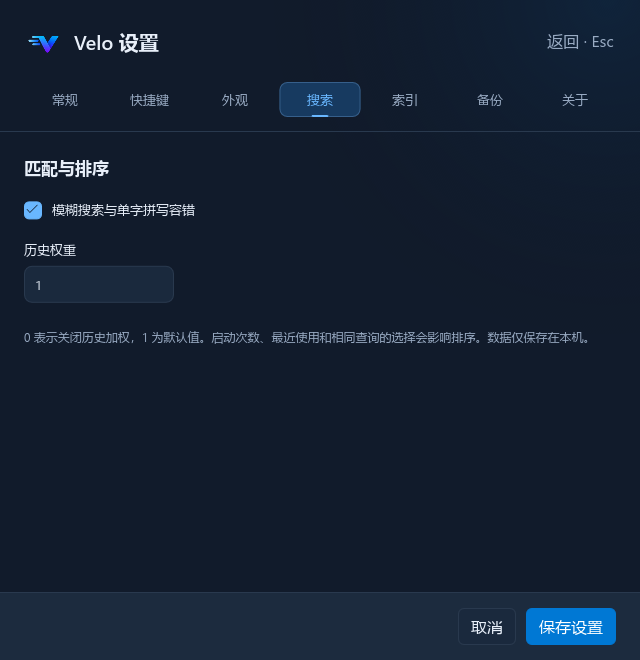 Velo 设置
返回 · Esc
常规 快捷键 外观 搜索 索引 备份 关于
匹配与排序
模糊搜索与单字拼写容错
历史权重
1
0 表示关闭历史加权，1 为默认值。启动次数、最近使用和相同查询的选择会影响排序。数据仅保存在本机。
取消 保存设置